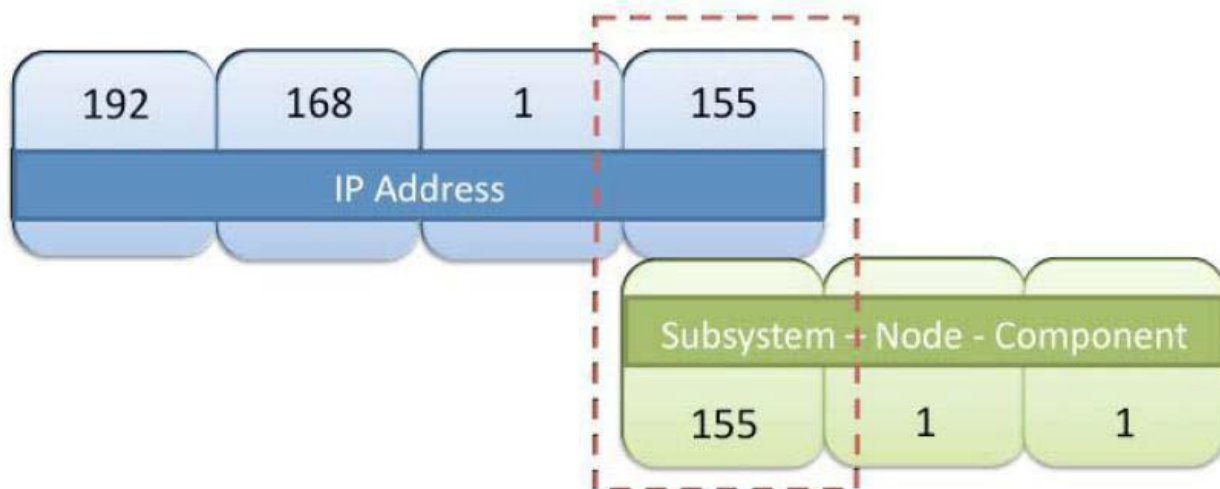 192 168 1 155
IP Address
Subsystem - Node - Component
155 1 1